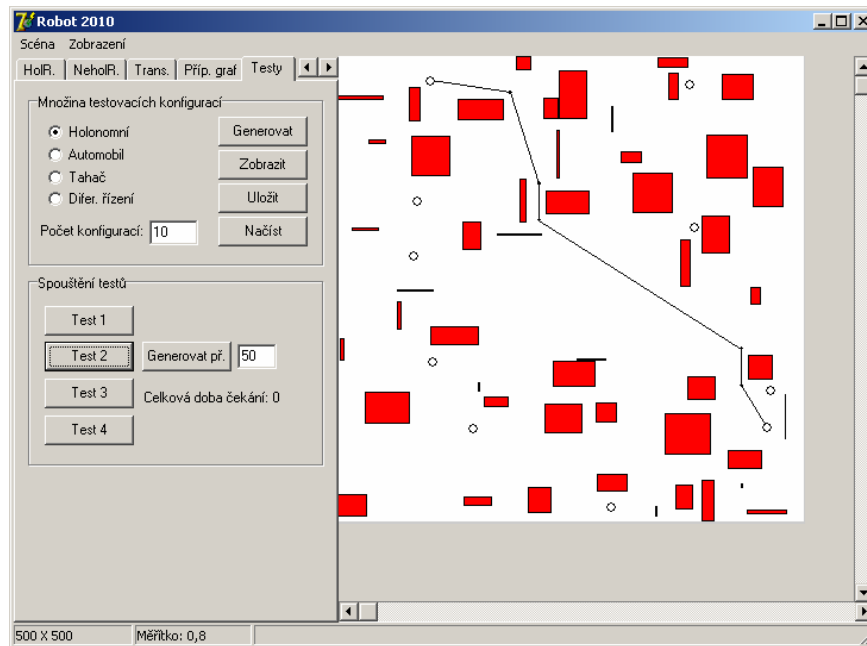 Robot 2010
Scéna Zobrazení
HolR. NeholR. Trans. Příp. graf Testy
Množina testovacích konfigurací
Holonomní
Generovat
Automobil
Zobrazit
Tahač
Difer. řízení
Uložit
Počet konfigurací: 10
Načíst
Spouštění testů
Test 1
Test 2 Generovat př. 50
Test 3 Celková doba čekání: 0
Test 4
500 X 500 Měřítko: 0,8